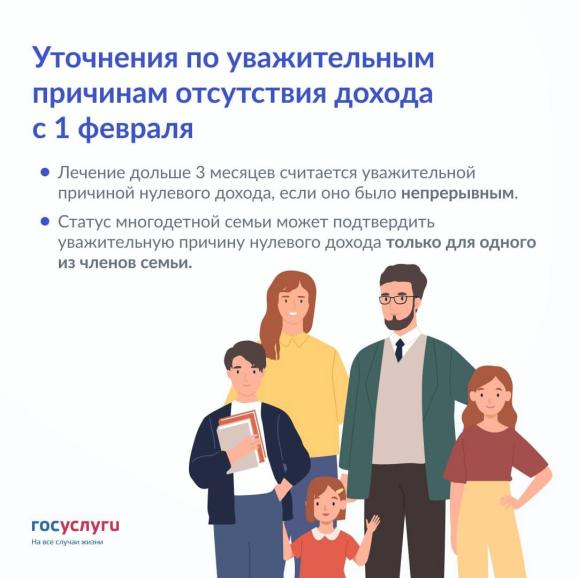 Уточнения по уважительным
причинам отсутствия дохода
с 1 февраля
• Лечение дольше 3 месяцев считается уважительной
причиной нулевого дохода, если оно было непрерывным.
• Статус многодетной семьи может подтвердить
уважительную причину нулевого дохода только для одного
из членов семьи.
госуслуги
На все случаи жизни